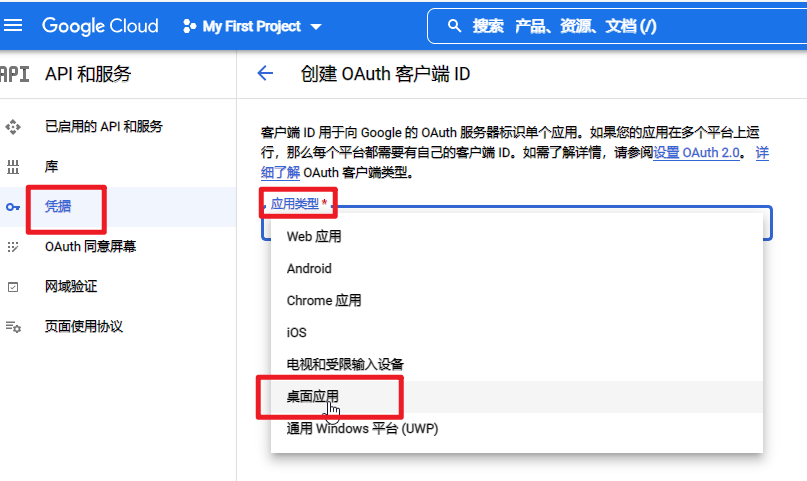 Google Cloud My First Project 搜索 产品、资源、文档 (/)
API API 和服务 创建 OAuth 客户端 ID
已启用的 API 和服务
库
凭据
OAuth 同意屏幕
网域验证
页面使用协议
客户端 ID 用于向 Google 的 OAuth 服务器标识单个应用。如果您的应用在多个平台上运
行，那么每个平台都需要有自己的客户端 ID。如需了解详情，请参阅设置 OAuth 2.0。 详
细了解 OAuth 客户端类型。
应用类型 *
Web 应用
Android
Chrome 应用
iOS
电视和受限输入设备
桌面应用
通用 Windows 平台 (UWP)